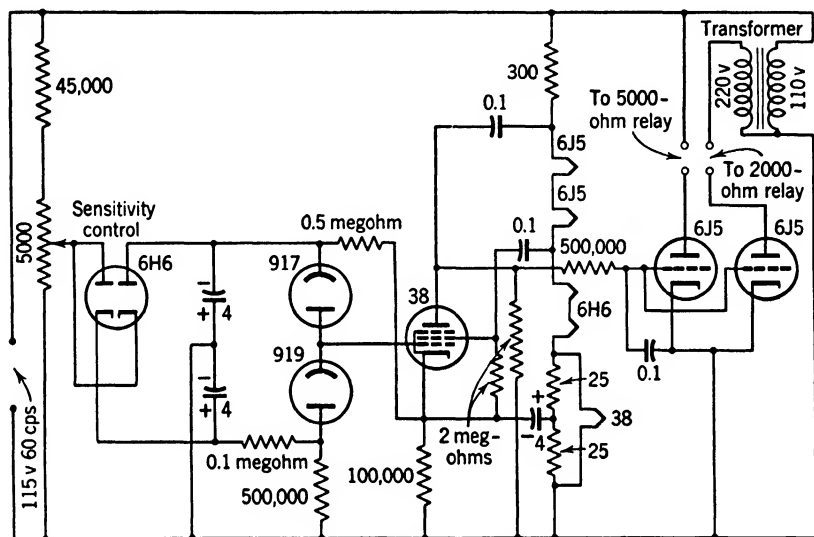 Transformer
45,000
300
220 v
110 v
0.1
To 5000-
ohm relay
6J5
To 2000-
ohm relay
Sensitivity
control
6J5
5000
6H6
0.5 megohm
0.1
6J5
6J5
917
500,000
38
-
+ 4
6H6
919
-
+ 4
0.1
+
25
38
-4
115 v 60 cps
0.1 megohm
2 meg-
ohms
25
500,000
100,000